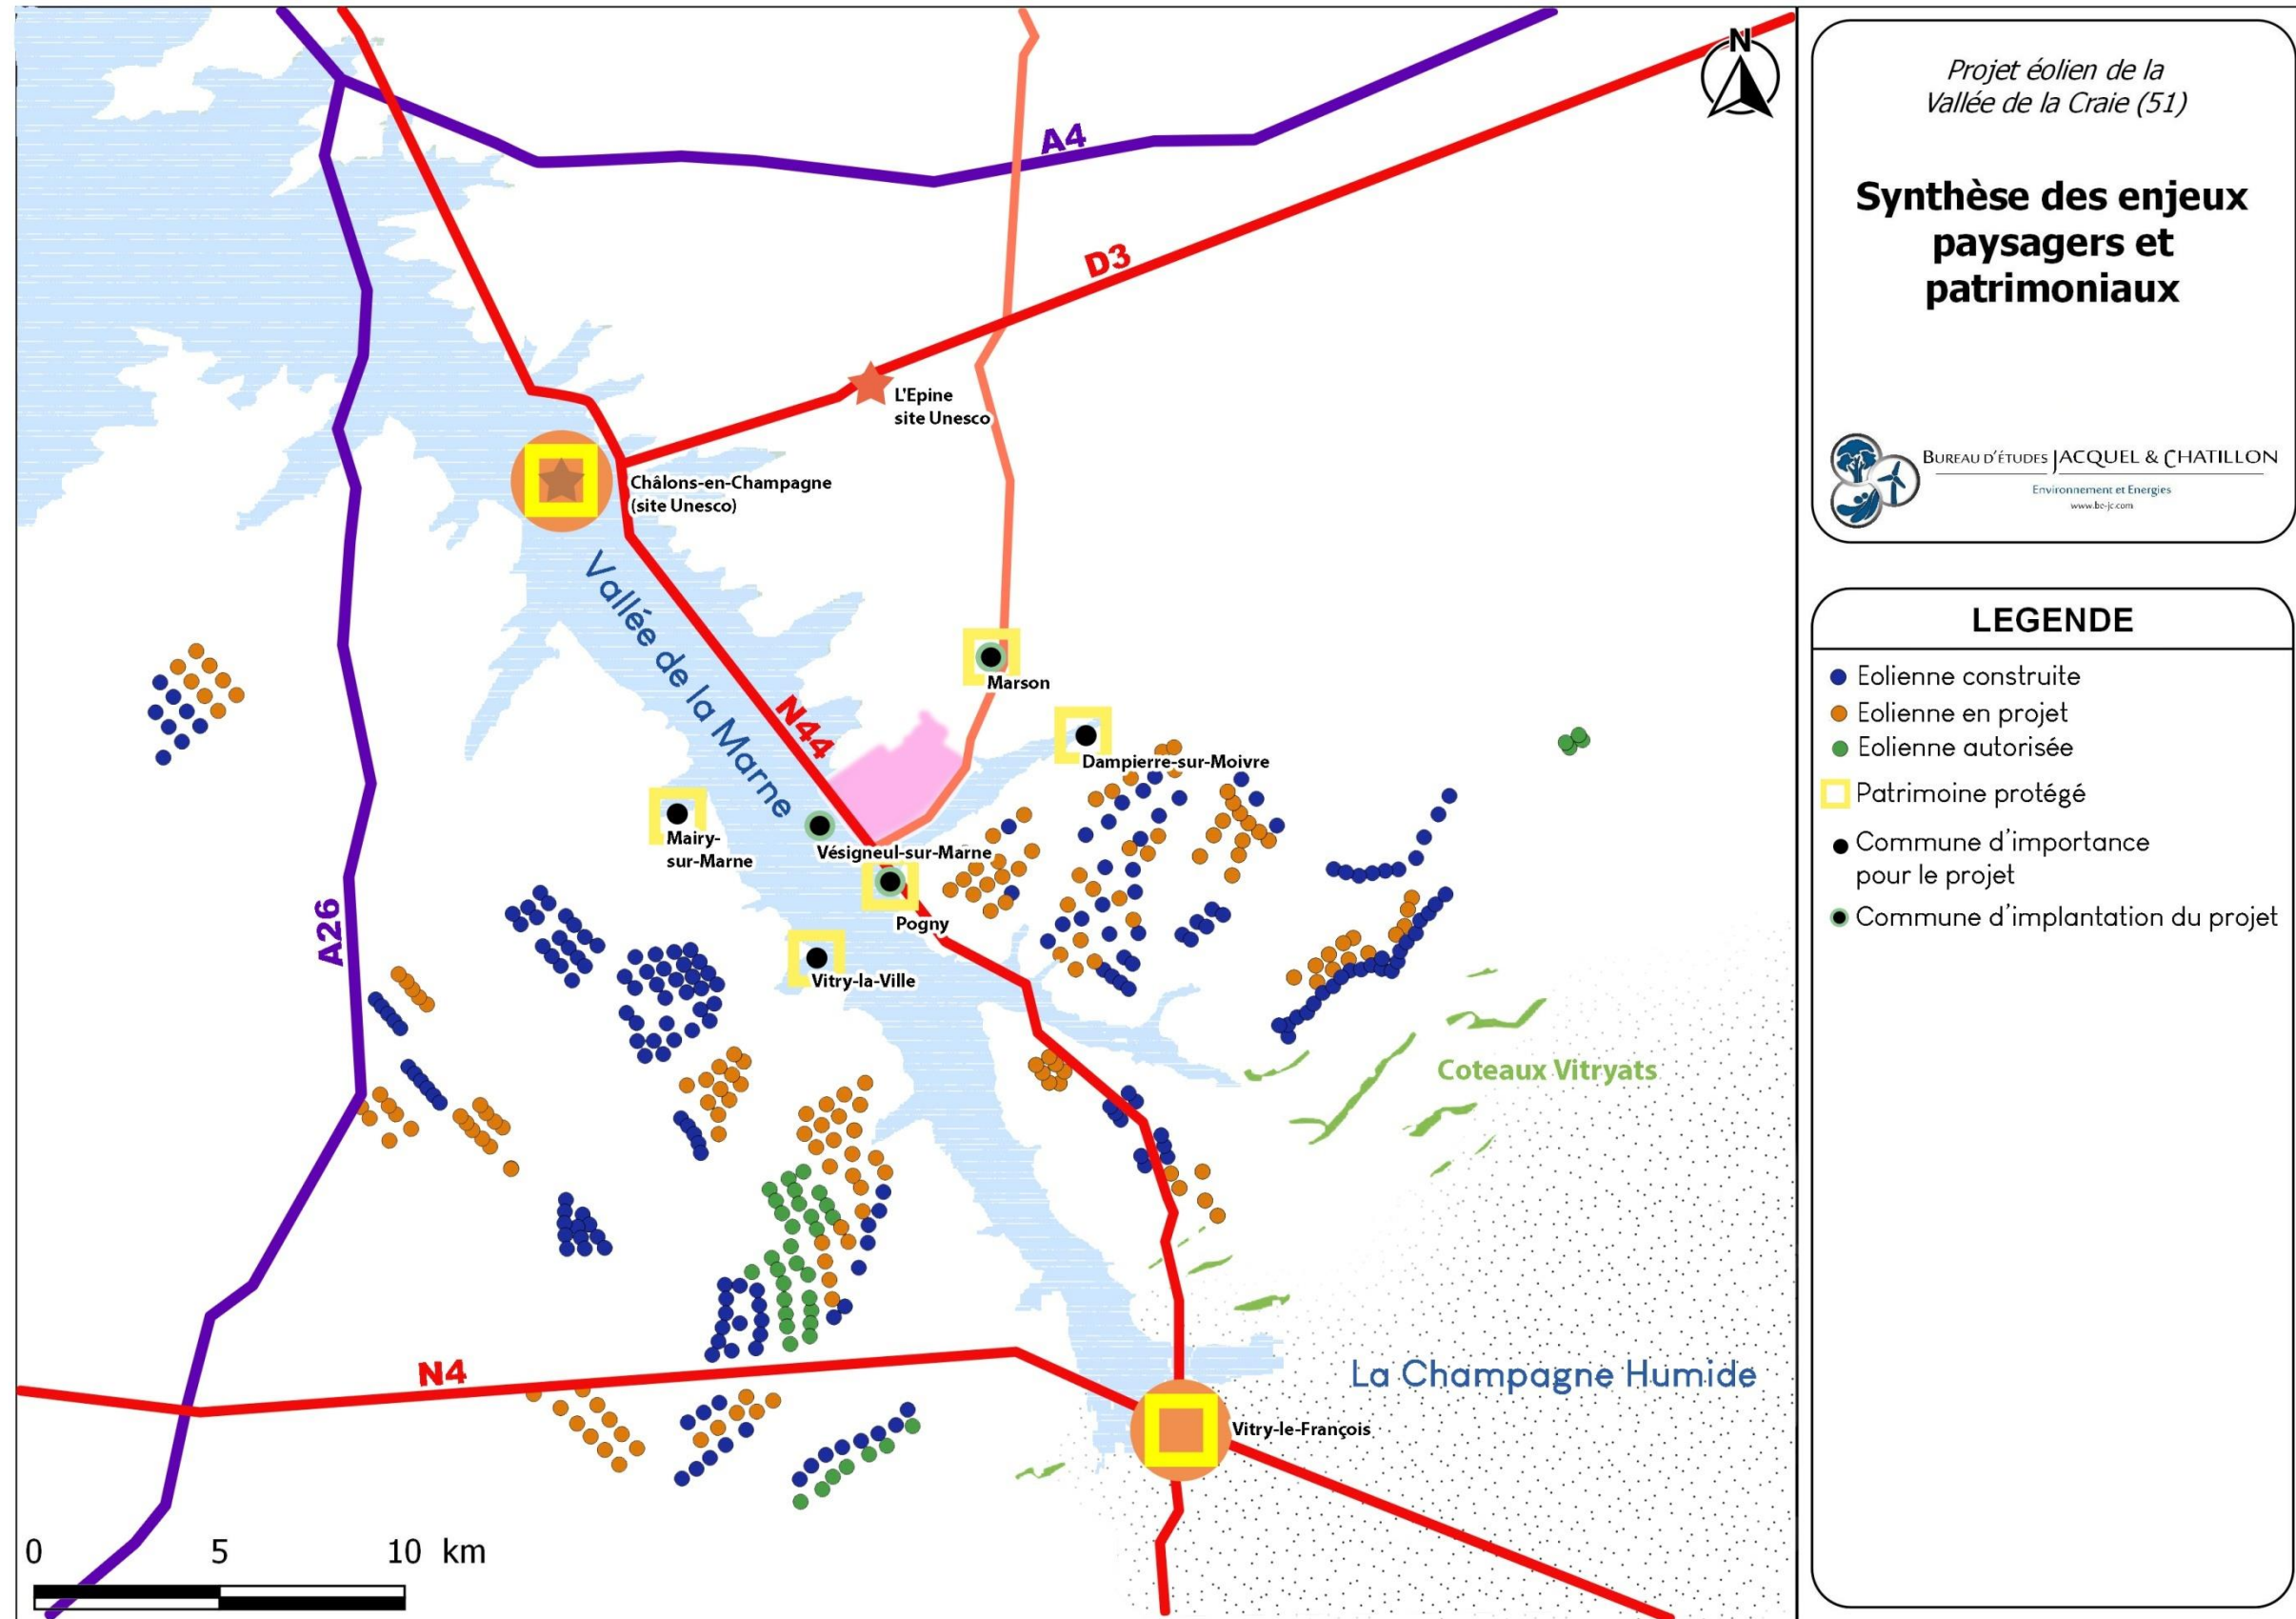 N
A4
D3
L'Epine
site Unesco
Châlons-en-Champagne
(site Unesco)
Vallée de la Marne
N44
Marson
Dampierre-sur-Moivre
Mairy-
sur-Marne
Vésigneul-sur-Marne
Pogny
Vitry-la-Ville
A26
Coteaux Vitryats
N4
La Champagne Humide
Vitry-le-François
0 5 10 km
Projet éolien de la
Vallée de la Craie (51)
Synthèse des enjeux
paysagers et
patrimoniaux
BUREAU D'ÉTUDES JACQUEL & CHATILLON
Environnement et Energies
www.be-jc.com
LEGENDE
Eolienne construite
Eolienne en projet
Eolienne autorisée
Patrimoine protégé
Commune d'importance
pour le projet
Commune d'implantation du projet